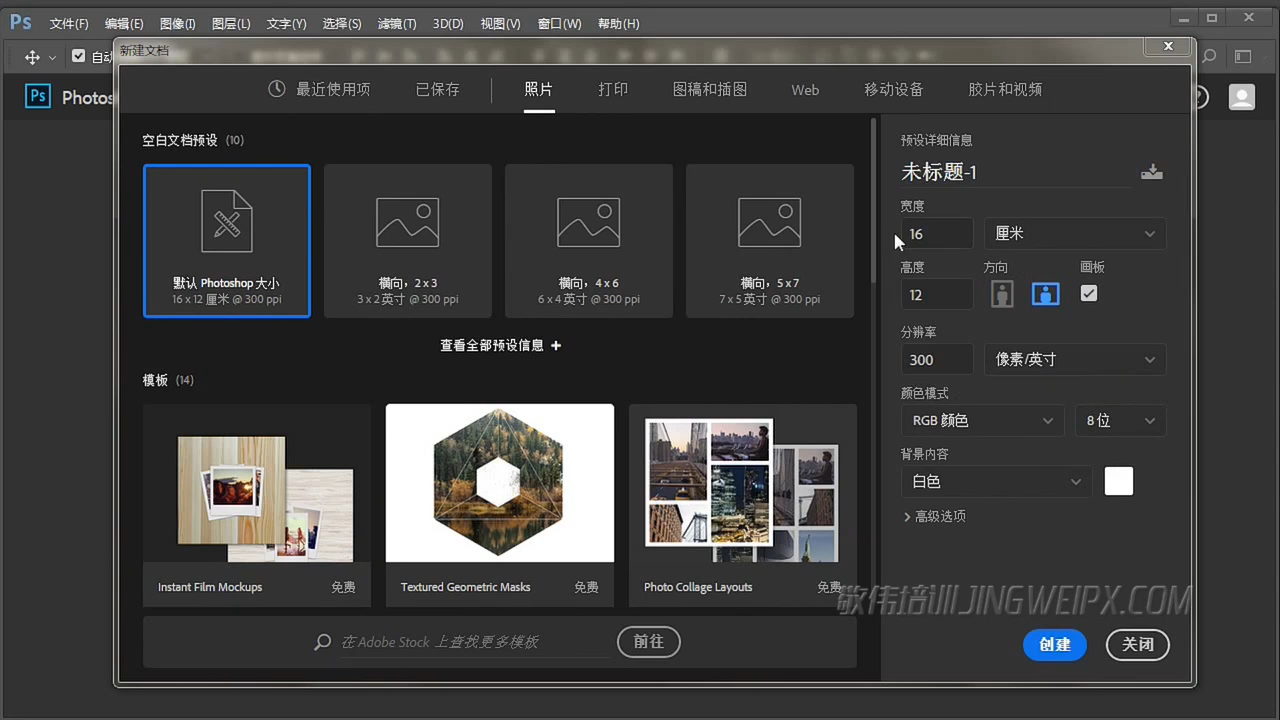 Ps 文件(F) 编辑(E) 图像(I) 图层(L) 文字(Y) 选择(S) 滤镜(T) 3D(D) 视图(V) 窗口(W) 帮助(H)
自动
新建文档
Ps Photos
最近使用项 已保存 照片 打印 图稿和插图 Web 移动设备 胶片和视频
空白文档预设 (10)
默认 Photoshop 大小
16 x 12 厘米 @ 300 ppi
横向，2 x 3
3 x 2 英寸 @ 300 ppi
横向，4 x 6
6 x 4 英寸 @ 300 ppi
横向，5 x 7
7 x 5 英寸 @ 300 ppi
查看全部预设信息 +
模板 (14)
Instant Film Mockups 免费
Textured Geometric Masks 免费
Photo Collage Layouts 免费
在 Adobe Stock 上查找更多模板 前往
预设详细信息
未标题-1
宽度
16 厘米
高度 方向 画板
12
分辨率
300 像素/英寸
颜色模式
RGB 颜色 8 位
背景内容
白色
高级选项
敬伟培训JINGWEIPX.COM
创建 关闭